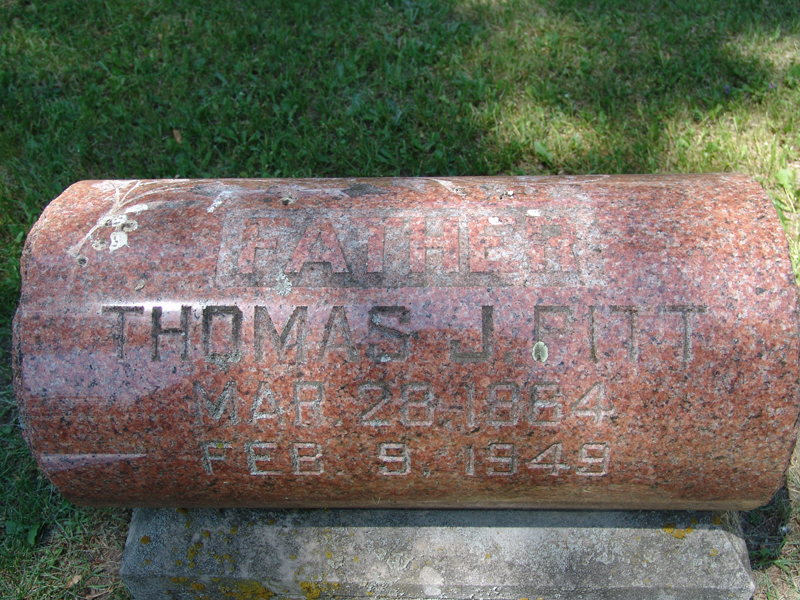 FATHER
THOMAS J. PITT
MAR. 28, 1864
FEB. 9, 1949